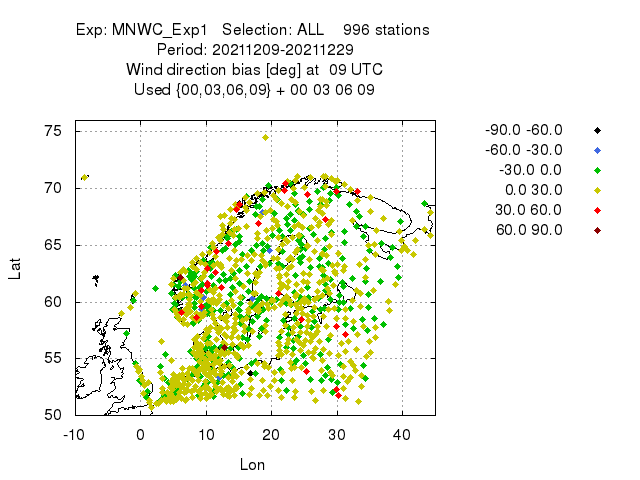 Exp: MNWC_Exp1 Selection: ALL 996 stations
Period: 20211209-20211229
Wind direction bias [deg] at 09 UTC
Used {00,03,06,09} + 00 03 06 09
-90.0 -60.0
-60.0 -30.0
-30.0 0.0
0.0 30.0
30.0 60.0
60.0 90.0
75
70
65
60
55
50
Lat
-10 0 10 20 30 40
Lon